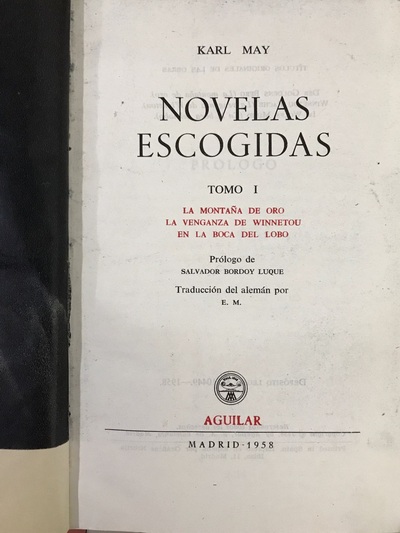 KARL MAY
NOVELAS
ESCOGIDAS
TOMO I
LA MONTAÑA DE ORO
LA VENGANZA DE WINNETOU
EN LA BOCA DEL LOBO
Prólogo de
SALVADOR BORDOY LUQUE
Traducción del alemán por
E. M.
AGUILAR
MADRID-1958